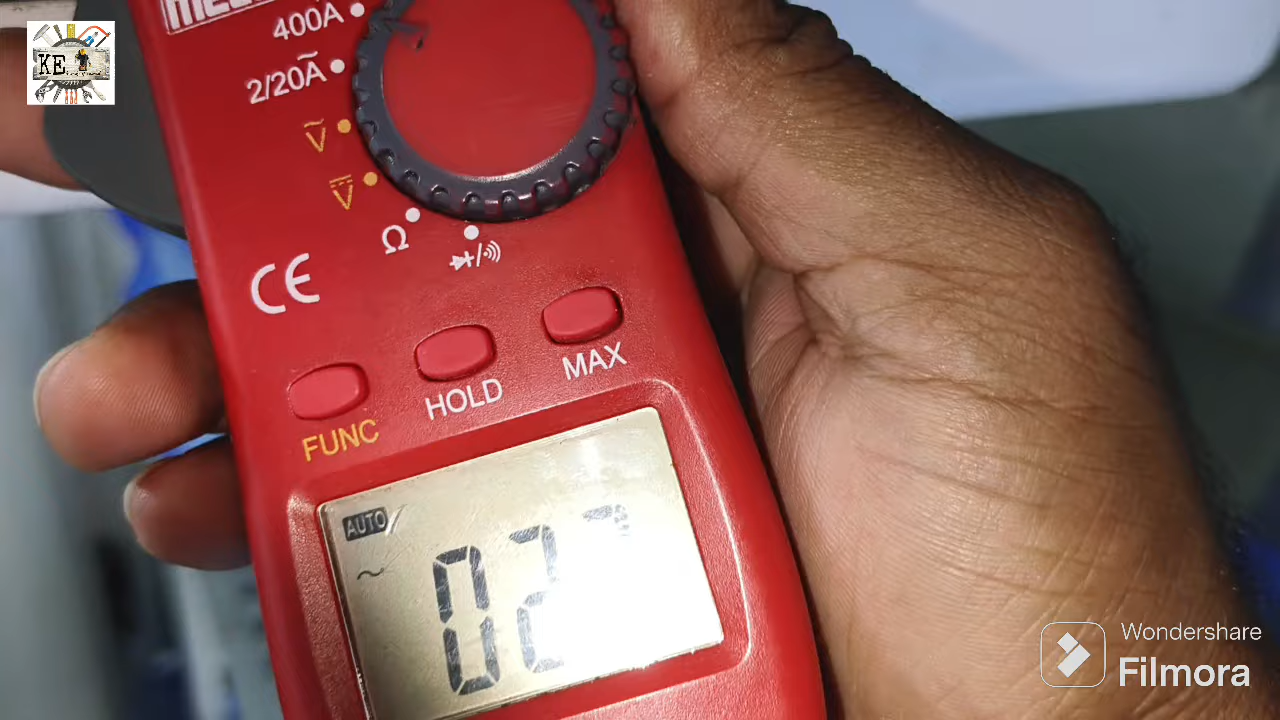 400A
KE
2/20A
V
V
Ω
CE
MAX
HOLD
FUNC
AUTO
02
Wondershare
Filmora